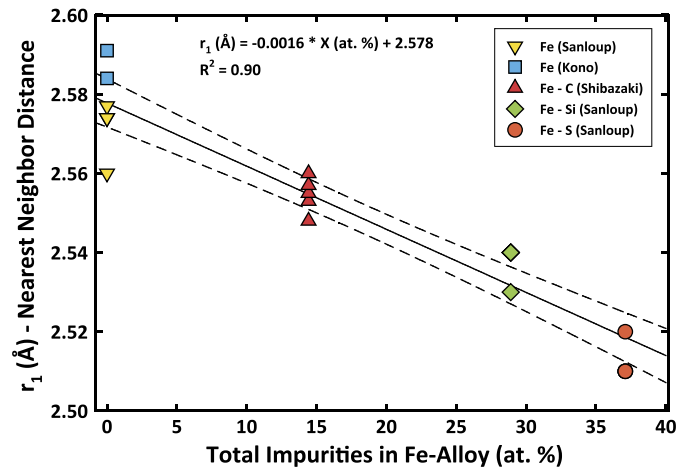 r1 (Å) = -0.0016 * X (at. %) + 2.578
R² = 0.90
Fe (Sanloup)
Fe (Kono)
Fe - C (Shibazaki)
Fe - Si (Sanloup)
Fe - S (Sanloup)
r1 (Å) - Nearest Neighbor Distance
2.60
2.58
2.56
2.54
2.52
2.50
0 5 10 15 20 25 30 35 40
Total Impurities in Fe-Alloy (at. %)